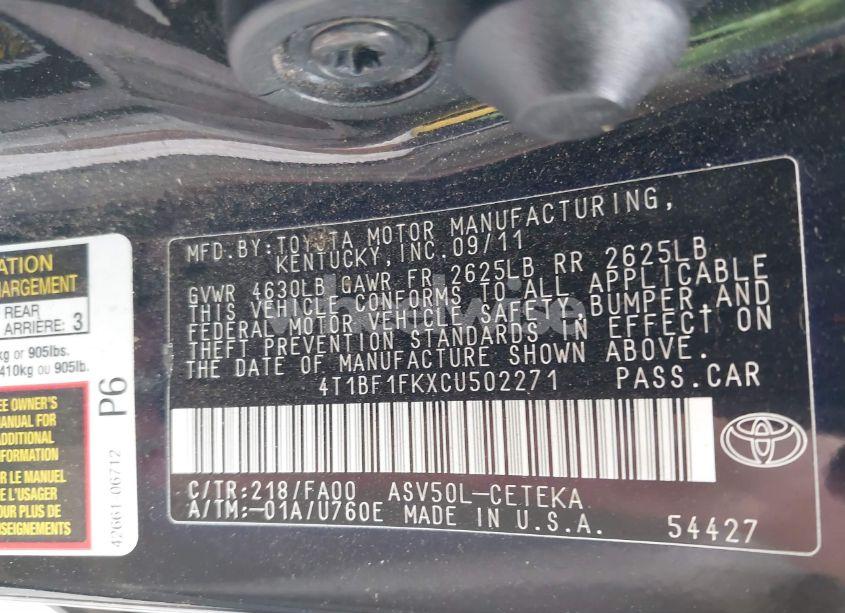 MFD.BY:TOYOTA MOTOR MANUFACTURING,
KENTUCKY,INC.09/11
GVWR 4630LB GAWR FR 2625LB RR 2625LB
THIS VEHICLE CONFORMS TO ALL APPLICABLE
FEDERAL MOTOR VEHICLE SAFETY,BUMPER,AND
THEFT PREVENTION STANDARDS IN EFFECT ON
THE DATE OF MANUFACTURE SHOWN ABOVE.
4T1BF1FKXCU502271 PASS.CAR
C/TR:218/FA00 ASV50L-CETEKA
A/TM:-01A/U760E MADE IN U.S.A. 54427
ATION
HARGEMENT
REAR
ARRIÈRE: 3
kg or 905lbs.
410kg ou 905lb.
EE OWNER'S
MANUAL FOR
ADDITIONAL
NFORMATION
IR LE MANUEL
E L'USAGER
OUR PLUS DE
NSEIGNEMENTS
P6
42661-06712
wheelwise